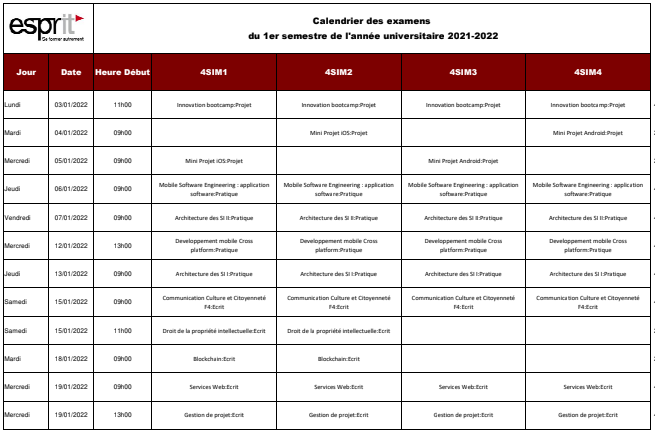 esprit
Se former autrement
Calendrier des examens
du 1er semestre de l'année universitaire 2021-2022
Jour Date Heure Début 4SIM1 4SIM2 4SIM3 4SIM4
Lundi 03/01/2022 11h00 Innovation bootcamp:Projet Innovation bootcamp:Projet Innovation bootcamp:Projet Innovation bootcamp:Projet
Mardi 04/01/2022 09h00 Mini Projet iOS:Projet Mini Projet Android:Projet
Mercredi 05/01/2022 09h00 Mini Projet iOS:Projet Mini Projet Android:Projet
Jeudi 06/01/2022 09h00 Mobile Software Engineering : application Mobile Software Engineering : application Mobile Software Engineering : application Mobile Software Engineering : application
software:Pratique software:Pratique software:Pratique software:Pratique
Vendredi 07/01/2022 09h00 Architecture des SI II:Pratique Architecture des SI II:Pratique Architecture des SI II:Pratique Architecture des SI II:Pratique
Mercredi 12/01/2022 13h00 Developpement mobile Cross Developpement mobile Cross Developpement mobile Cross Developpement mobile Cross
platform:Pratique platform:Pratique platform:Pratique platform:Pratique
Jeudi 13/01/2022 09h00 Architecture des SI I:Pratique Architecture des SI I:Pratique Architecture des SI I:Pratique Architecture des SI I:Pratique
Samedi 15/01/2022 09h00 Communication Culture et Citoyenneté Communication Culture et Citoyenneté Communication Culture et Citoyenneté Communication Culture et Citoyenneté
F4:Ecrit F4:Ecrit F4:Ecrit F4:Ecrit
Samedi 15/01/2022 11h00 Droit de la propriété intellectuelle:Ecrit Droit de la propriété intellectuelle:Ecrit
Mardi 18/01/2022 09h00 Blockchain:Ecrit Blockchain:Ecrit
Mercredi 19/01/2022 09h00 Services Web:Ecrit Services Web:Ecrit Services Web:Ecrit Services Web:Ecrit
Mercredi 19/01/2022 13h00 Gestion de projet:Ecrit Gestion de projet:Ecrit Gestion de projet:Ecrit Gestion de projet:Ecrit